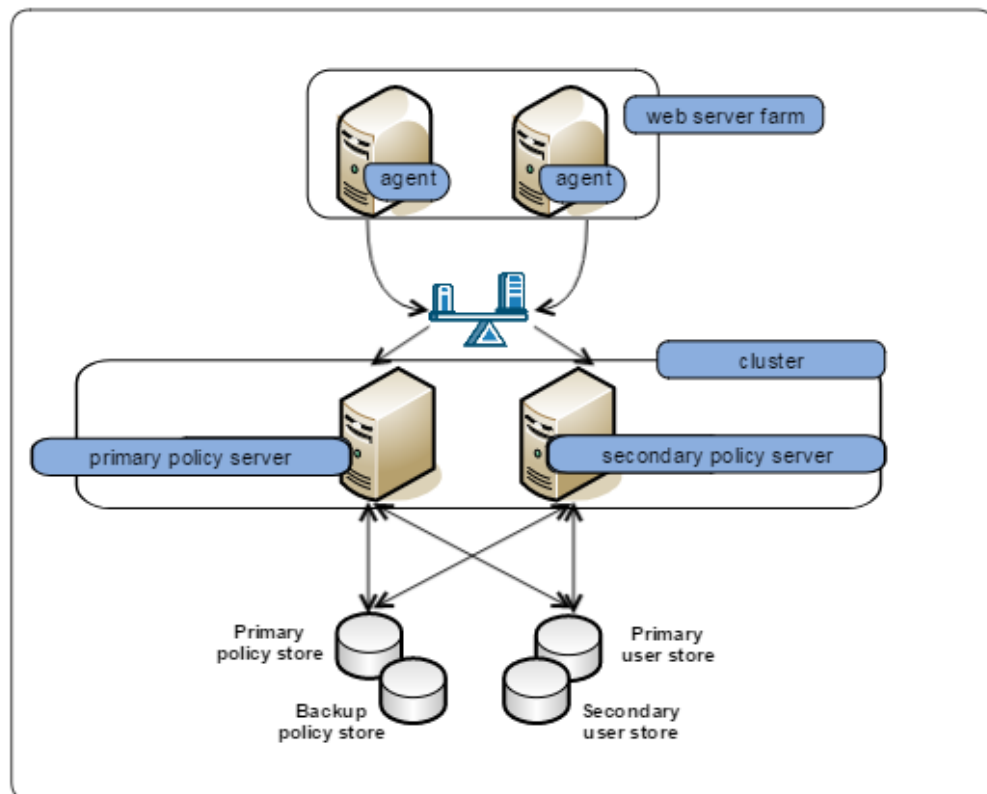 web server farm
agent
agent
cluster
primary policy server
secondary policy server
Primary
policy store
Primary
user store
Backup
policy store
Secondary
user store